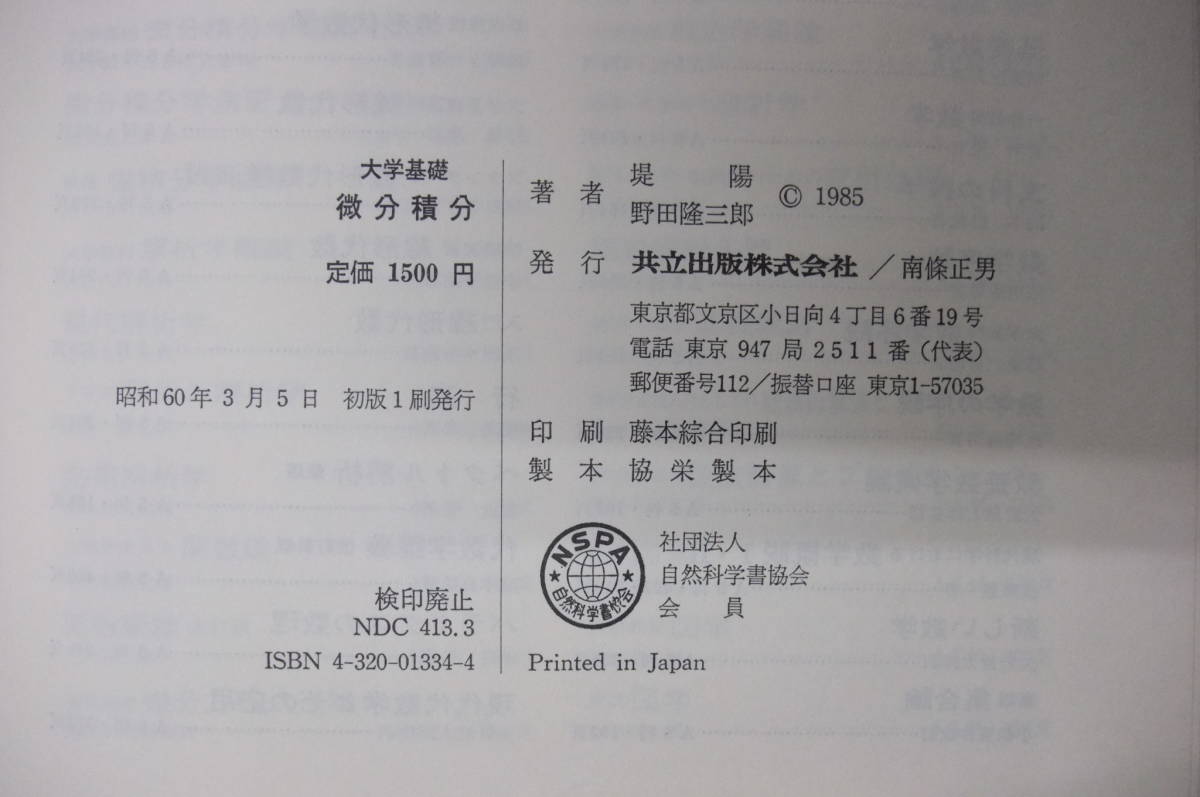 大学基礎
微分積分
定価 1500 円
昭和60年 3 月 5 日 初版 1 刷発行
検印廃止
NDC 413.3
ISBN 4-320-01334-4
著者 堤 陽
野田隆三郎
© 1985
発行 共立出版株式会社／南條正男
東京都文京区小日向4丁目6番19号
電話 東京 947 局 2511 番 (代表)
郵便番号112／振替口座 東京1-57035
印刷 藤本綜合印刷
製本 協栄製本
NSPA
自然科学書協会
社団法人
自然科学書協会
会員
Printed in Japan